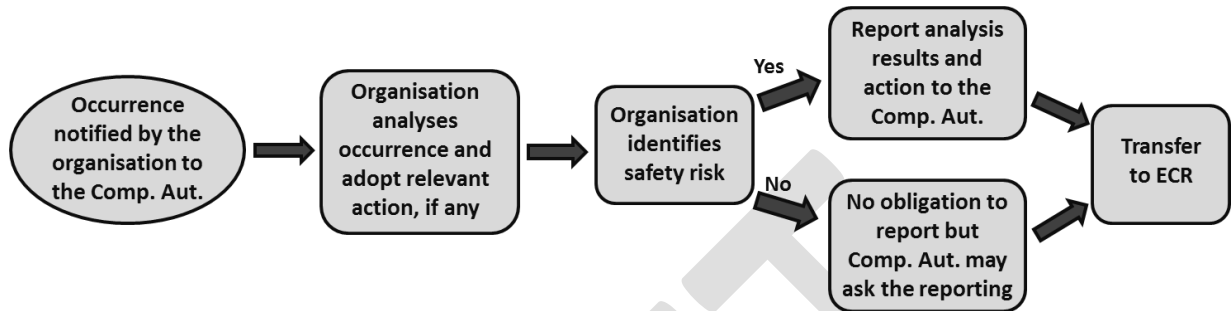 Occurrence
notified by the
organisation to
the Comp. Aut.
Organisation
analyses
occurrence and
adopt relevant
action, if any
Organisation
identifies
safety risk
Yes
Report analysis
results and
action to the
Comp. Aut.
No
No obligation to
report but
Comp. Aut. may
ask the reporting
Transfer
to ECR